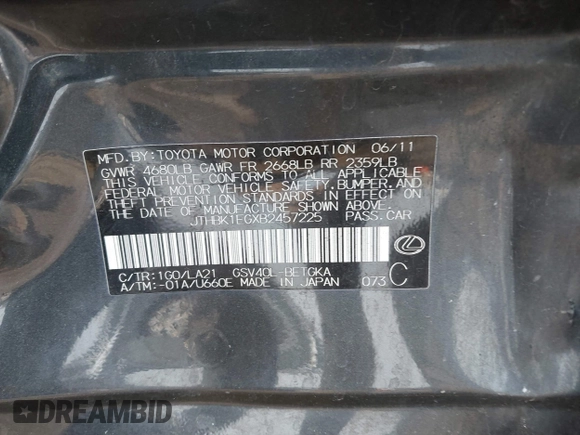 MFD.BY:TOYOTA MOTOR CORPORATION 06/11
GVWR 4680LB GAWR FR 2668LB RR 2359LB
THIS VEHICLE CONFORMS TO ALL APPLICABLE
FEDERAL MOTOR VEHICLE SAFETY, BUMPER, AND
THEFT PREVENTION STANDARDS IN EFFECT ON
THE DATE OF MANUFACTURE SHOWN ABOVE.
JTHBK1EGXB2457225 PASS.CAR
C/TR:1G0/LA21 GSV40L-BETGKA
A/TM:-01A/U660E MADE IN JAPAN 073 C
DREAMBID